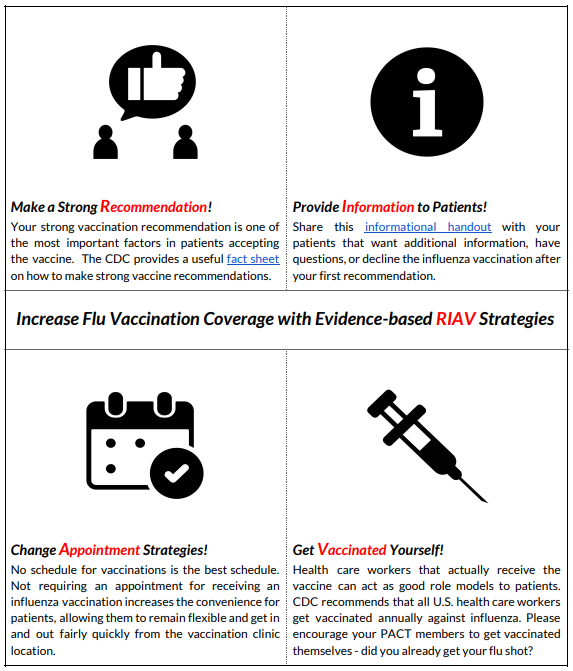 Make a Strong Recommendation!
Your strong vaccination recommendation is one of
the most important factors in patients accepting
the vaccine. The CDC provides a useful fact sheet
on how to make strong vaccine recommendations.
Provide Information to Patients!
Share this informational handout with your
patients that want additional information, have
questions, or decline the influenza vaccination after
your first recommendation.
Increase Flu Vaccination Coverage with Evidence-based RIAV Strategies
Change Appointment Strategies!
No schedule for vaccinations is the best schedule.
Not requiring an appointment for receiving an
influenza vaccination increases the convenience for
patients, allowing them to remain flexible and get in
and out fairly quickly from the vaccination clinic
location.
Get Vaccinated Yourself!
Health care workers that actually receive the
vaccine can act as good role models to patients.
CDC recommends that all U.S. health care workers
get vaccinated annually against influenza. Please
encourage your PACT members to get vaccinated
themselves - did you already get your flu shot?